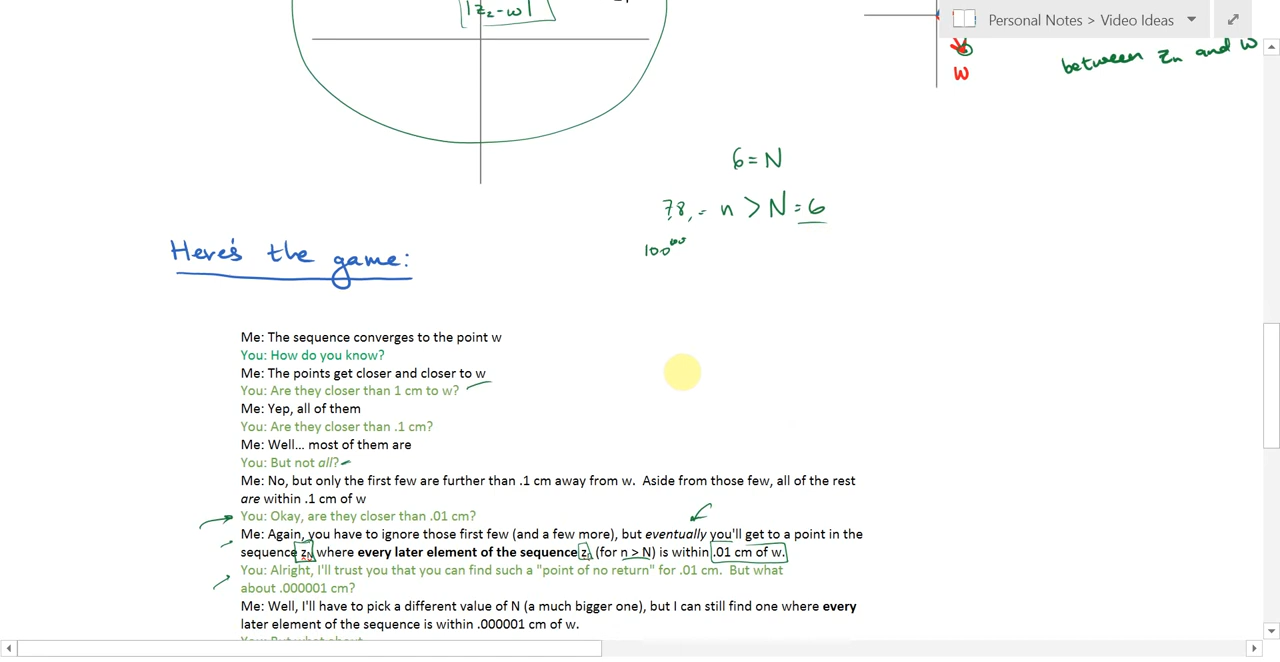 |z₂-w|
Personal Notes > Video Ideas
w
between zₙ and w
6 = N
7,8, = n > N = 6
100⁰⁰
Here's the game:
Me: The sequence converges to the point w
You: How do you know?
Me: The points get closer and closer to w
You: Are they closer than 1 cm to w?
Me: Yep, all of them
You: Are they closer than .1 cm?
Me: Well... most of them are
You: But not all?
Me: No, but only the first few are further than .1 cm away from w.  Aside from those few, all of the rest
are within .1 cm of w
You: Okay, are they closer than .01 cm?
Me: Again, you have to ignore those first few (and a few more), but eventually you'll get to a point in the
sequence zN where every later element of the sequence zn (for n > N) is within .01 cm of w.
You: Alright, I'll trust you that you can find such a "point of no return" for .01 cm.  But what
about .000001 cm?
Me: Well, I'll have to pick a different value of N (a much bigger one), but I can still find one where every
later element of the sequence is within .000001 cm of w.
You: But what about